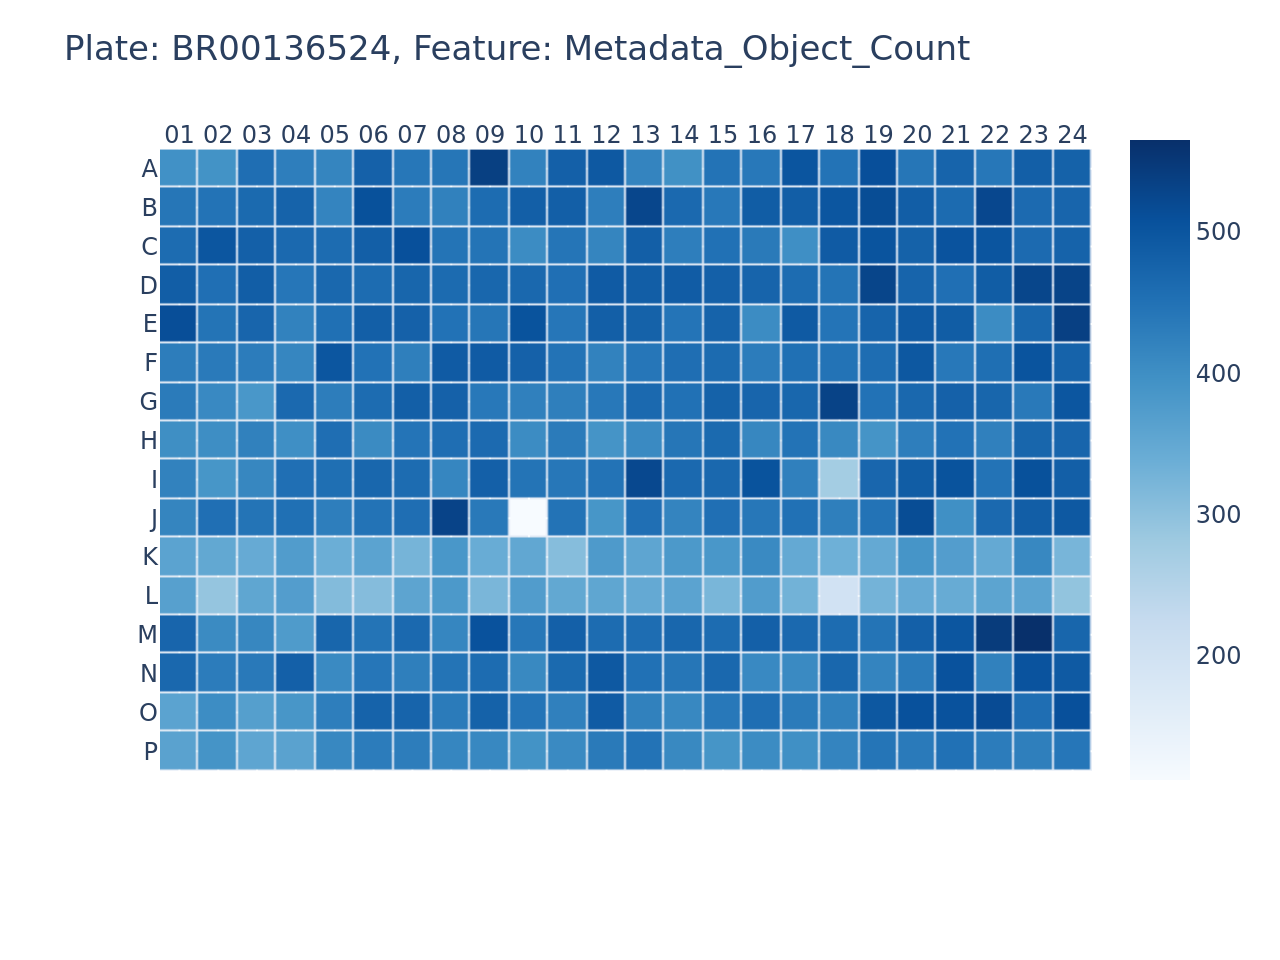 Plate: BR00136524, Feature: Metadata_Object_Count
01 02 03 04 05 06 07 08 09 10 11 12 13 14 15 16 17 18 19 20 21 22 23 24
A
B
C
D
E
F
G
H
I
J
K
L
M
N
O
P
500
400
300
200